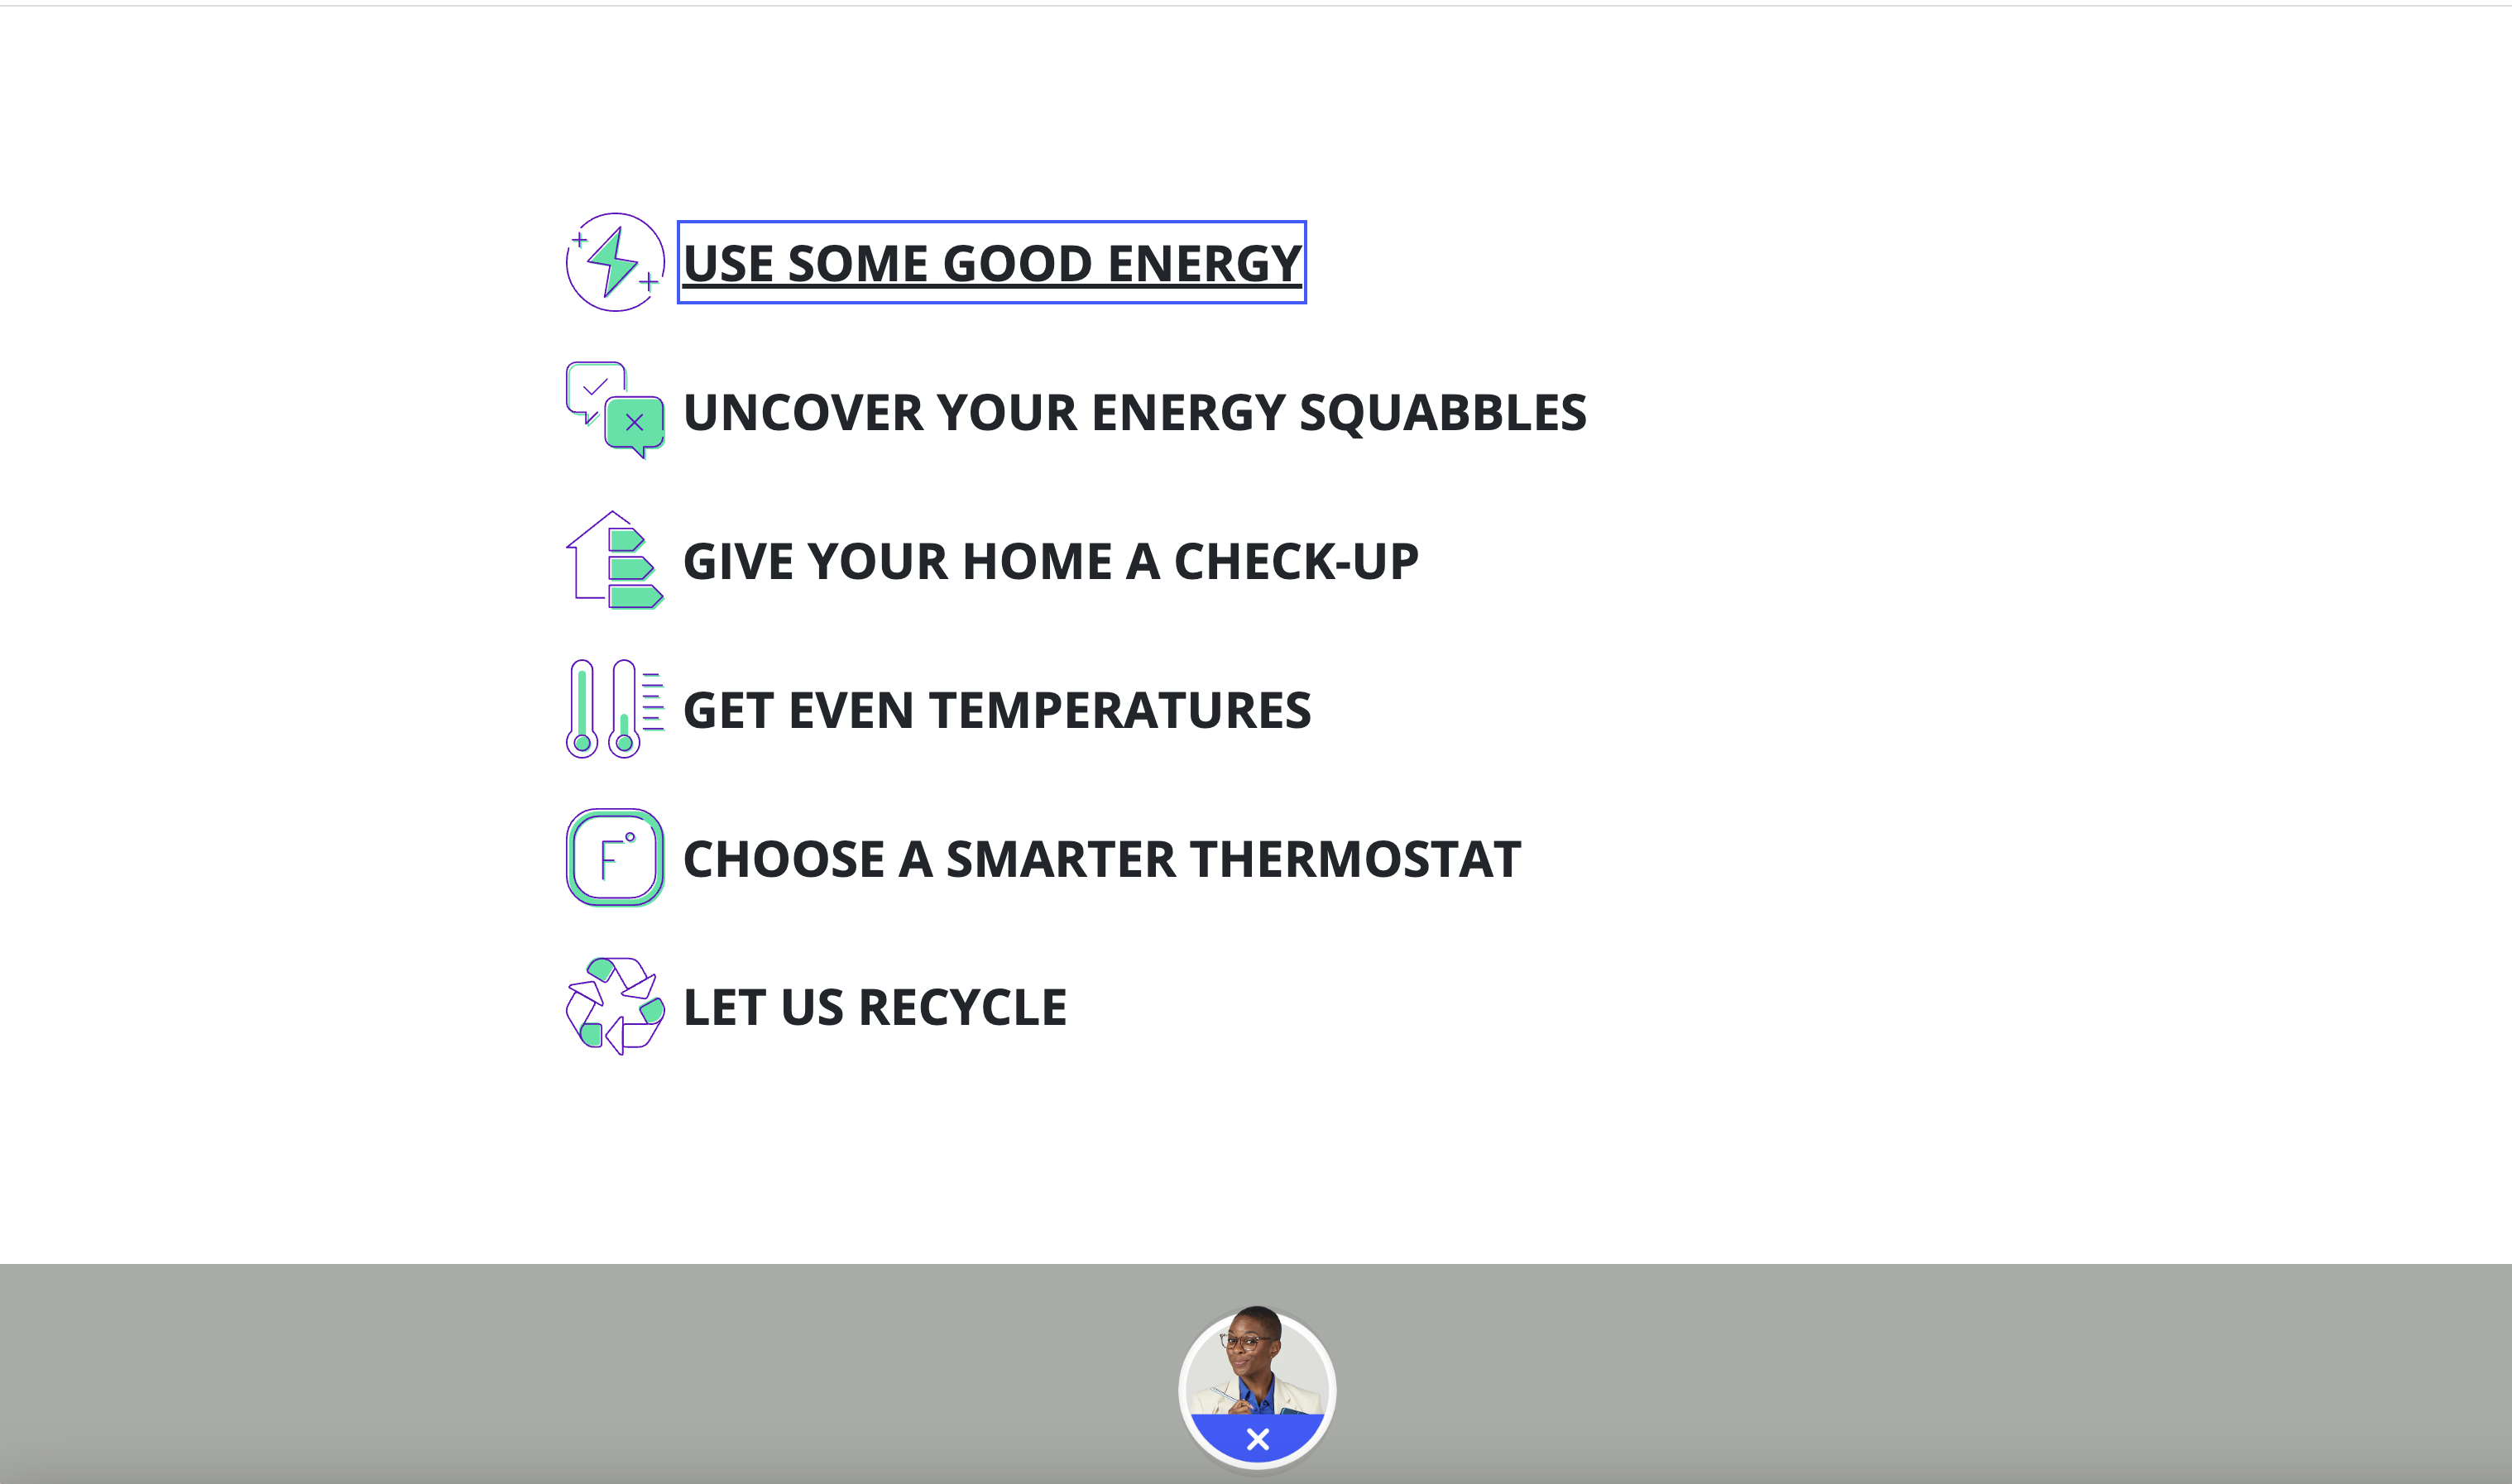 USE SOME GOOD ENERGY
UNCOVER YOUR ENERGY SQUABBLES
GIVE YOUR HOME A CHECK-UP
GET EVEN TEMPERATURES
F°
CHOOSE A SMARTER THERMOSTAT
LET US RECYCLE